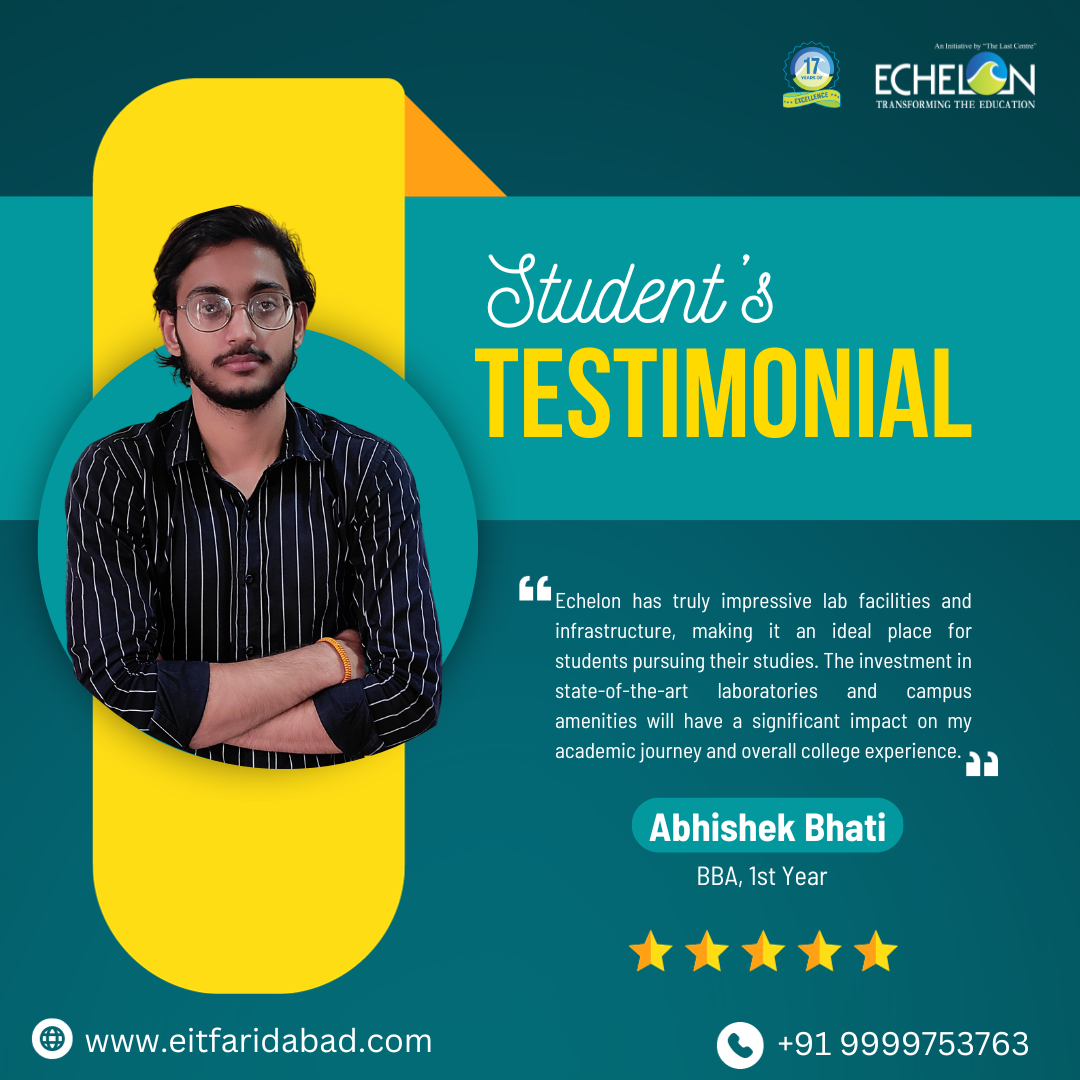 An Initiative by "The Last Centre"
17
YEARS OF
EXCELLENCE
ECHELON
TRANSFORMING THE EDUCATION
Student's
TESTIMONIAL
“Echelon has truly impressive lab facilities and
infrastructure, making it an ideal place for
students pursuing their studies. The investment in
state-of-the-art laboratories and campus
amenities will have a significant impact on my
academic journey and overall college experience.”
Abhishek Bhati
BBA, 1st Year
www.eitfaridabad.com
+91 9999753763